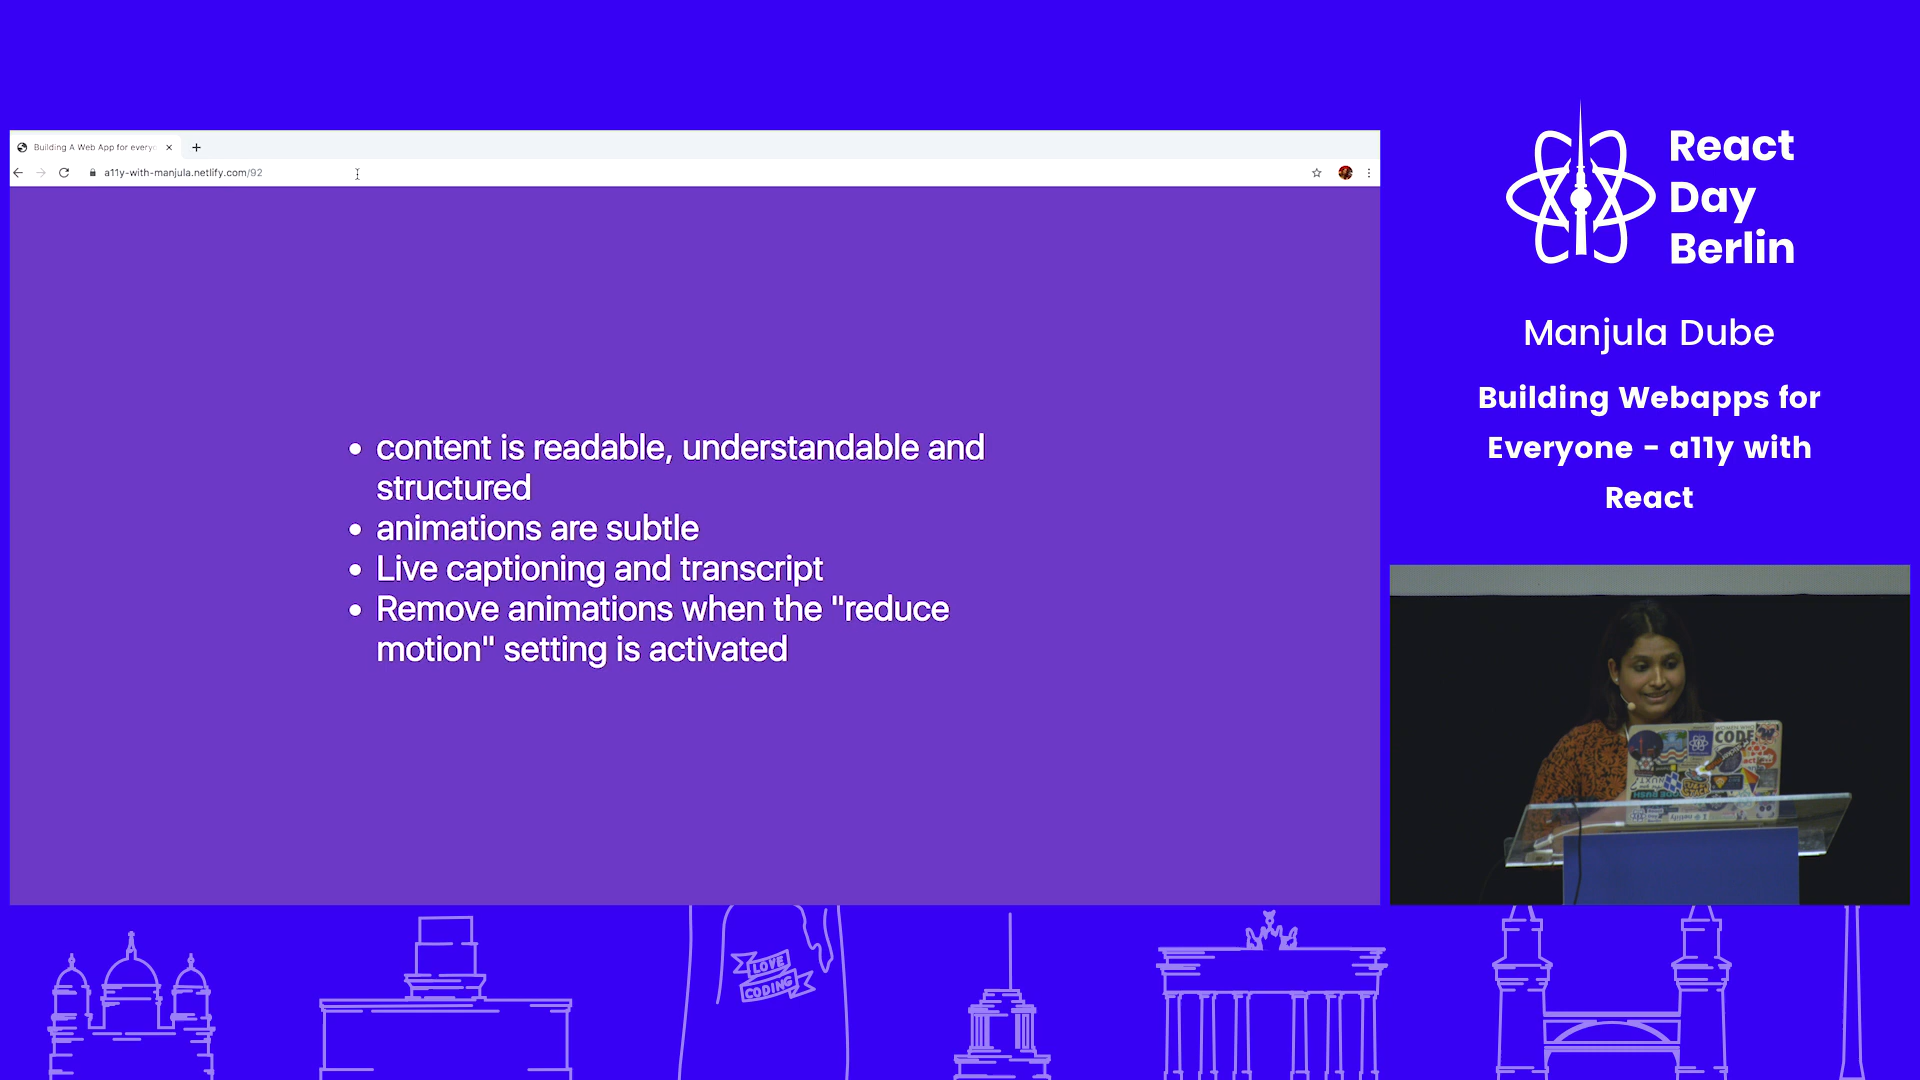 Building A Web App for everyo
a11y-with-manjula.netlify.com/92
content is readable, understandable and
structured
animations are subtle
Live captioning and transcript
Remove animations when the "reduce
motion" setting is activated
React
Day
Berlin
Manjula Dube
Building Webapps for
Everyone - a11y with
React
CODE
LOVE
CODING